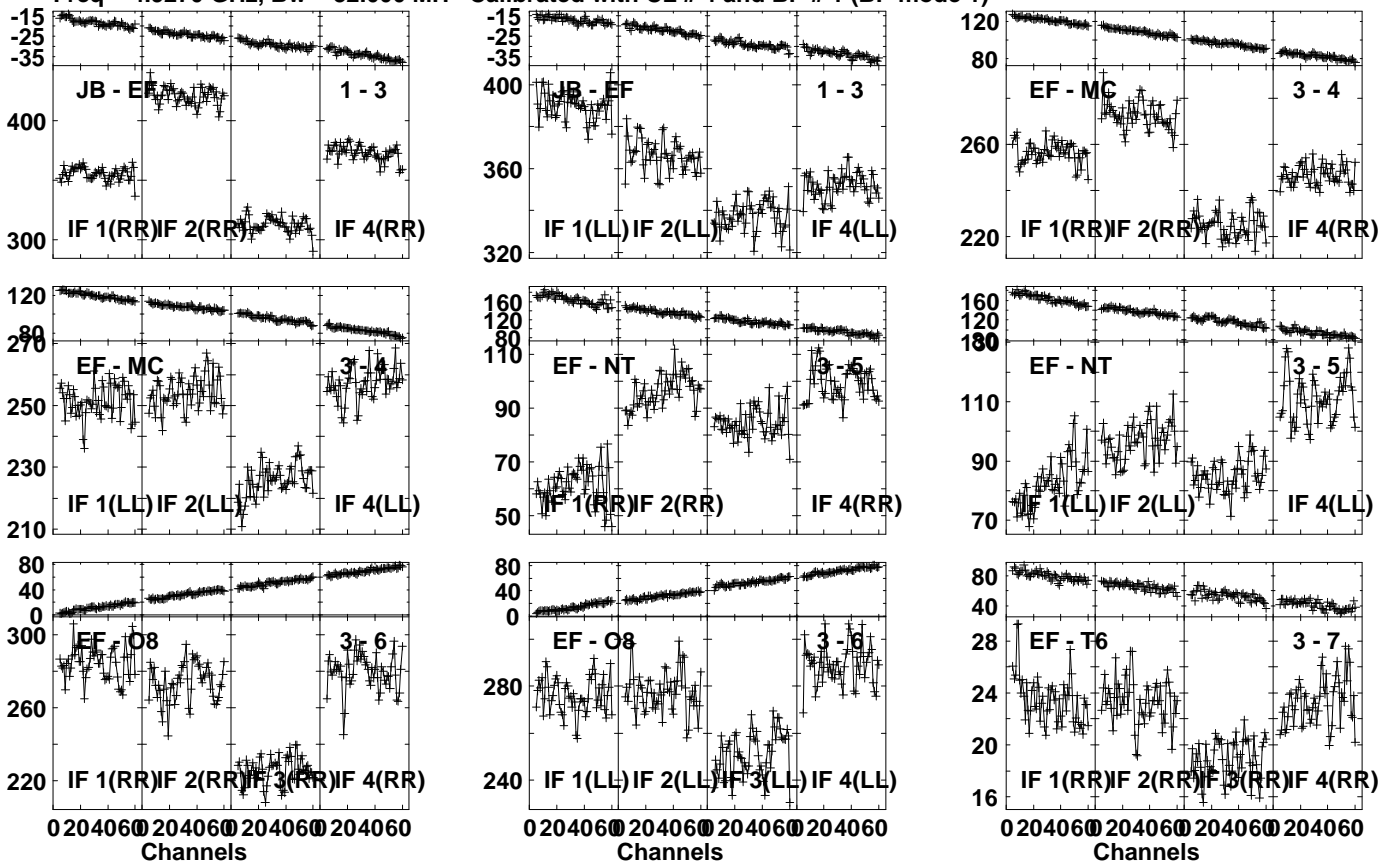 Calibrated with CL # 4 and BP # 1 (BP mode 1)
-15
-25
-35
400
300
JB - EF 1 - 3
IF 1(RR) IF 2(RR) IF 4(RR)
-15
-25
-35
400
360
320
JB - EF 1 - 3
IF 1(LL) IF 2(LL) IF 4(LL)
120
80
260
220
EF - MC 3 - 4
IF 1(RR) IF 2(RR) IF 4(RR)
120
80
270
250
230
210
EF - MC 3 - 4
IF 1(LL) IF 2(LL) IF 4(LL)
160
120
80
110
90
70
50
EF - NT 3 - 5
IF 1(RR) IF 2(RR) IF 4(RR)
160
120
80
130
110
90
70
EF - NT 3 - 5
IF 1(LL) IF 2(LL) IF 4(LL)
80
40
0
300
260
220
EF - O8 3 - 6
IF 1(RR) IF 2(RR) IF 3(RR) IF 4(RR)
0 204060 0 204060 0 204060 0 204060
Channels
80
40
0
280
240
EF - O8 3 - 6
IF 1(LL) IF 2(LL) IF 3(LL) IF 4(LL)
0 204060 0 204060 0 204060 0 204060
Channels
80
40
28
24
20
16
EF - T6 3 - 7
IF 1(RR) IF 2(RR) IF 3(RR) IF 4(RR)
0 204060 0 204060 0 204060 0 204060
Channels